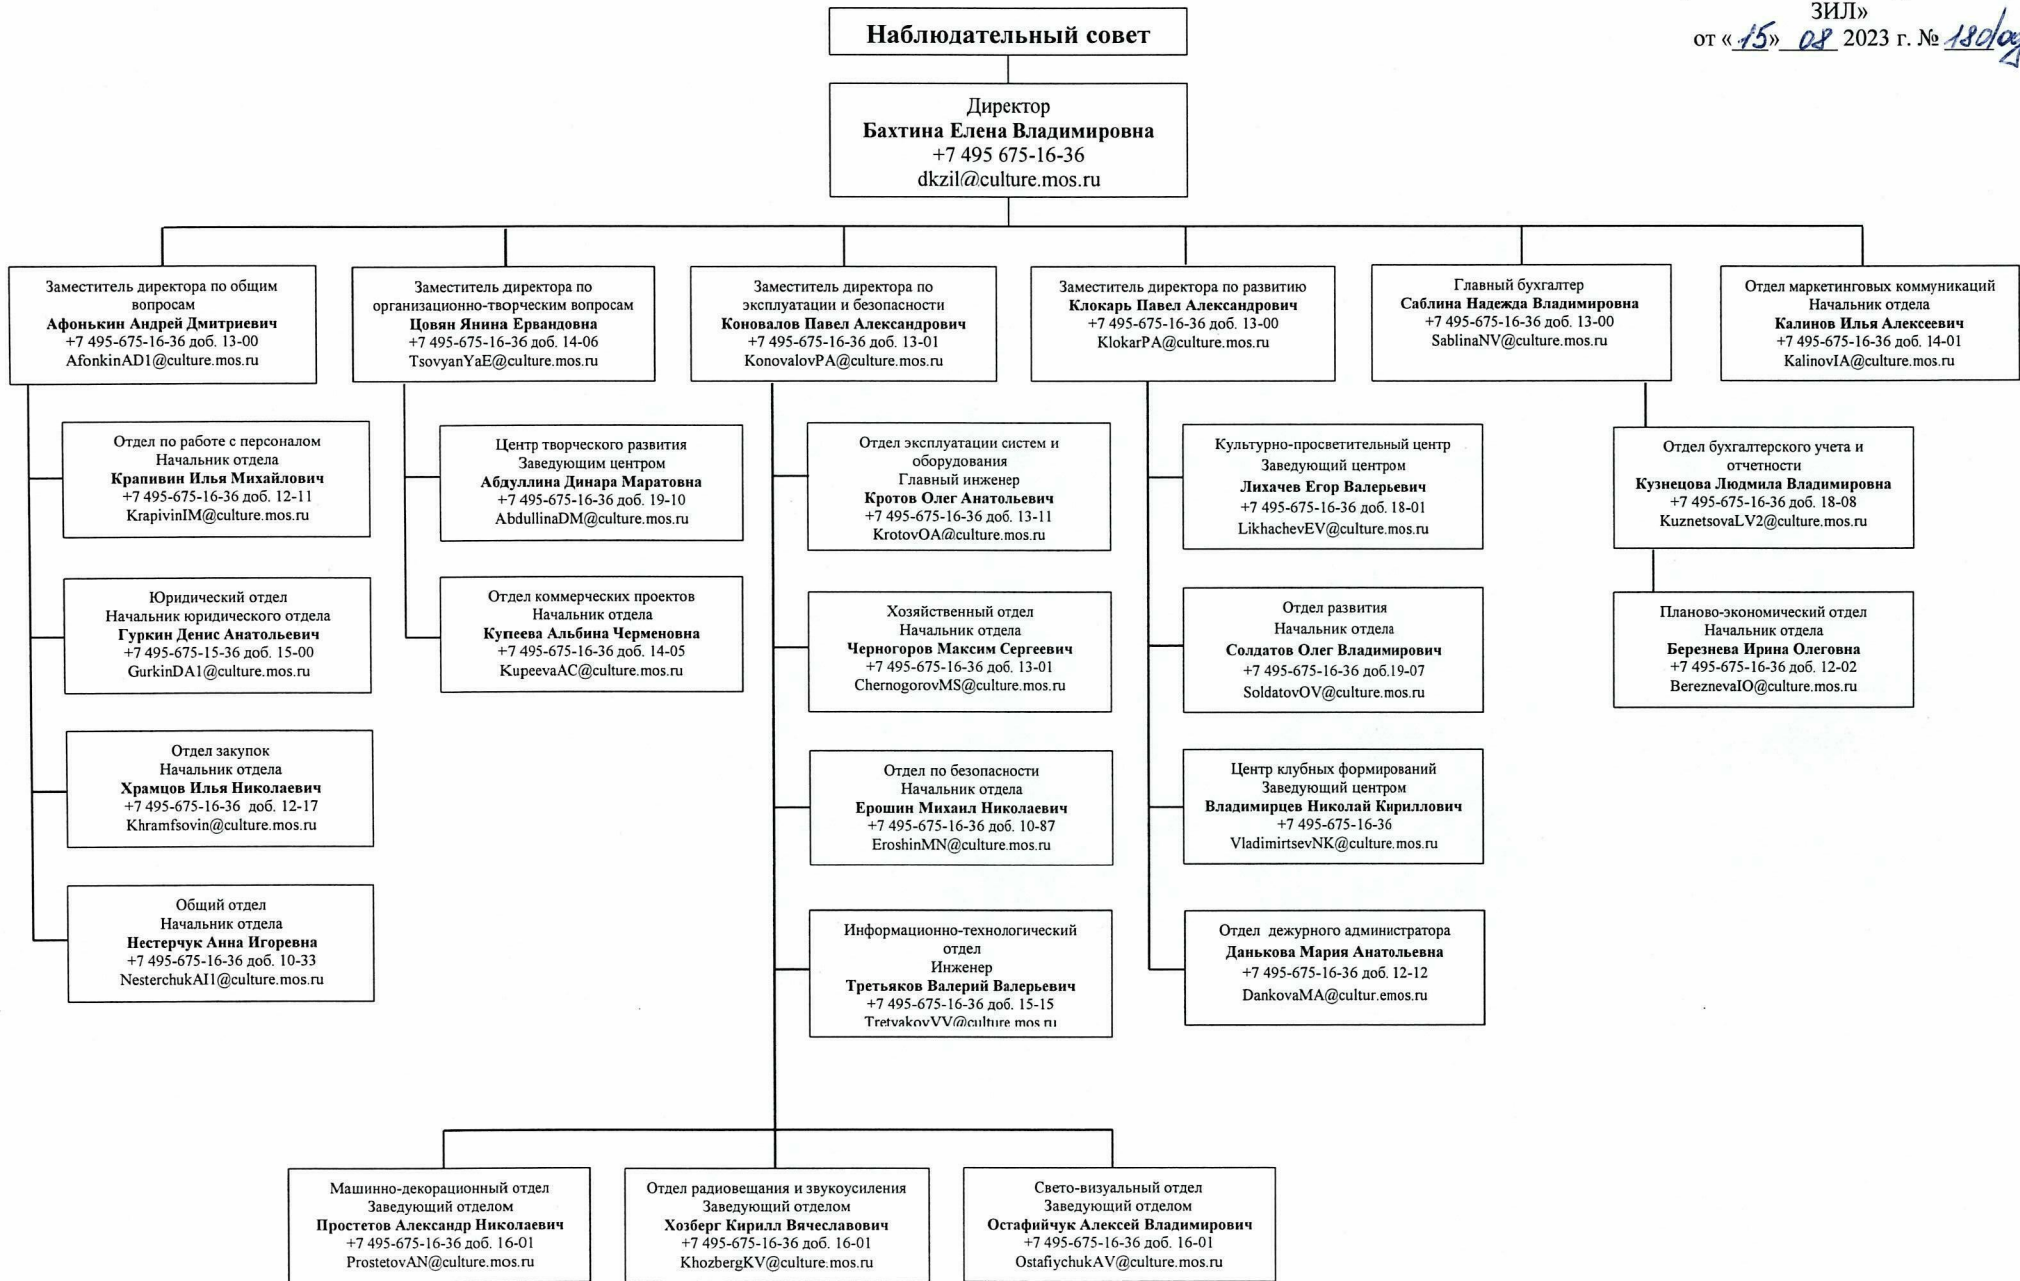 ЗИЛ»
от «15» 08 2023 г. № 180/од
Наблюдательный совет
Директор
Бахтина Елена Владимировна
+7 495 675-16-36
dkzil@culture.mos.ru
Заместитель директора по общим
вопросам
Афонькин Андрей Дмитриевич
+7 495-675-16-36 доб. 13-00
AfonkinAD1@culture.mos.ru
Заместитель директора по
организационно-творческим вопросам
Цовян Янина Ервандовна
+7 495-675-16-36 доб. 14-06
TsovyanYaE@culture.mos.ru
Заместитель директора по
эксплуатации и безопасности
Коновалов Павел Александрович
+7 495-675-16-36 доб. 13-01
KonovalovPA@culture.mos.ru
Заместитель директора по развитию
Клокарь Павел Александрович
+7 495-675-16-36 доб. 13-00
KlokarPA@culture.mos.ru
Главный бухгалтер
Саблина Надежда Владимировна
+7 495-675-16-36 доб. 13-00
SablinaNV@culture.mos.ru
Отдел маркетинговых коммуникаций
Начальник отдела
Калинов Илья Алексеевич
+7 495-675-16-36 доб. 14-01
KalinovIA@culture.mos.ru
Отдел по работе с персоналом
Начальник отдела
Крапивин Илья Михайлович
+7 495-675-16-36 доб. 12-11
KrapivinIM@culture.mos.ru
Юридический отдел
Начальник юридического отдела
Гуркин Денис Анатольевич
+7 495-675-15-36 доб. 15-00
GurkinDA1@culture.mos.ru
Отдел закупок
Начальник отдела
Храмцов Илья Николаевич
+7 495-675-16-36 доб. 12-17
Khramfsovin@culture.mos.ru
Общий отдел
Начальник отдела
Нестерчук Анна Игоревна
+7 495-675-16-36 доб. 10-33
NesterchukAI1@culture.mos.ru
Центр творческого развития
Заведующим центром
Абдуллина Динара Маратовна
+7 495-675-16-36 доб. 19-10
AbdullinaDM@culture.mos.ru
Отдел коммерческих проектов
Начальник отдела
Купеева Альбина Черменовна
+7 495-675-16-36 доб. 14-05
KupeevaAC@culture.mos.ru
Отдел эксплуатации систем и
оборудования
Главный инженер
Кротов Олег Анатольевич
+7 495-675-16-36 доб. 13-11
KrotovOA@culture.mos.ru
Хозяйственный отдел
Начальник отдела
Черногоров Максим Сергеевич
+7 495-675-16-36 доб. 13-01
ChernogorovMS@culture.mos.ru
Отдел по безопасности
Начальник отдела
Ерошин Михаил Николаевич
+7 495-675-16-36 доб. 10-87
EroshinMN@culture.mos.ru
Информационно-технологический
отдел
Инженер
Третьяков Валерий Валерьевич
+7 495-675-16-36 доб. 15-15
TretyakovVV@culture.mos.ru
Культурно-просветительный центр
Заведующий центром
Лихачев Егор Валерьевич
+7 495-675-16-36 доб. 18-01
LikhachevEV@culture.mos.ru
Отдел развития
Начальник отдела
Солдатов Олег Владимирович
+7 495-675-16-36 доб.19-07
SoldatovOV@culture.mos.ru
Центр клубных формирований
Заведующий центром
Владимирцев Николай Кириллович
+7 495-675-16-36
VladimirtsevNK@culture.mos.ru
Отдел дежурного администратора
Данькова Мария Анатольевна
+7 495-675-16-36 доб. 12-12
DankovaMA@cultur.emos.ru
Отдел бухгалтерского учета и
отчетности
Кузнецова Людмила Владимировна
+7 495-675-16-36 доб. 18-08
KuznetsovaLV2@culture.mos.ru
Планово-экономический отдел
Начальник отдела
Березнева Ирина Олеговна
+7 495-675-16-36 доб. 12-02
BereznevaIO@culture.mos.ru
Машинно-декорационный отдел
Заведующий отделом
Простетов Александр Николаевич
+7 495-675-16-36 доб. 16-01
ProstetovAN@culture.mos.ru
Отдел радиовещания и звукоусиления
Заведующий отделом
Хозберг Кирилл Вячеславович
+7 495-675-16-36 доб. 16-01
KhozbergKV@culture.mos.ru
Свето-визуальный отдел
Заведующий отделом
Остафийчук Алексей Владимирович
+7 495-675-16-36 доб. 16-01
OstafiychukAV@culture.mos.ru